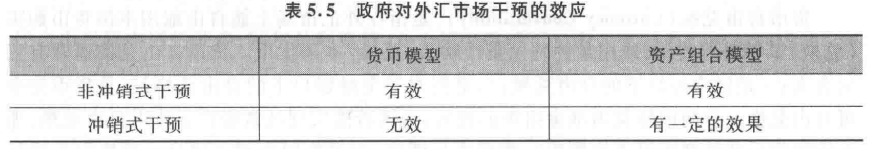 表 5.5 政府对外汇市场干预的效应
货币模型 资产组合模型
非冲销式干预 有效 有效
冲销式干预 无效 有一定的效果